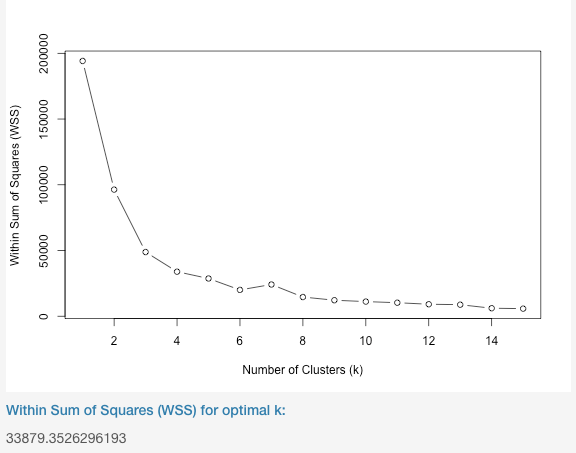 Within Sum of Squares (WSS)
0
50000
100000
150000
200000
2 4 6 8 10 12 14
Number of Clusters (k)
Within Sum of Squares (WSS) for optimal k:
33879.3526296193